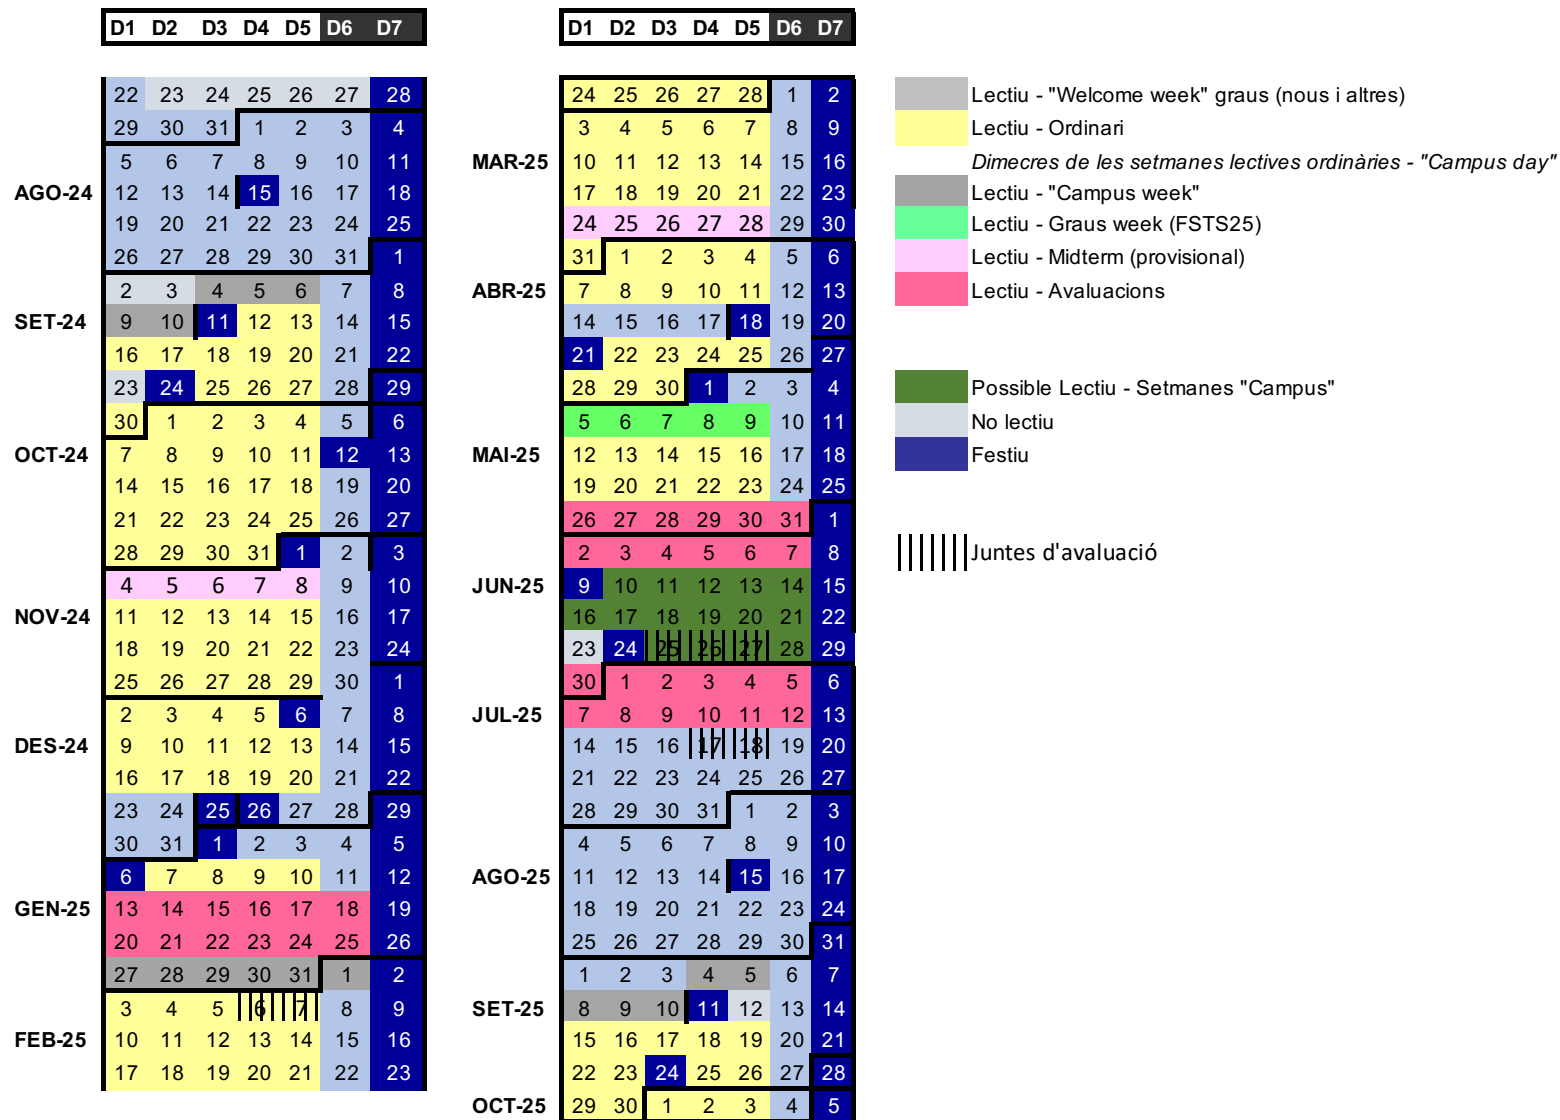 D1 D2 D3 D4 D5 D6 D7
22 23 24 25 26 27 28
29 30 31 1 2 3 4
5 6 7 8 9 10 11
AGO-24 12 13 14 15 16 17 18
19 20 21 22 23 24 25
26 27 28 29 30 31 1
2 3 4 5 6 7 8
SET-24 9 10 11 12 13 14 15
16 17 18 19 20 21 22
23 24 25 26 27 28 29
30 1 2 3 4 5 6
OCT-24 7 8 9 10 11 12 13
14 15 16 17 18 19 20
21 22 23 24 25 26 27
28 29 30 31 1 2 3
4 5 6 7 8 9 10
NOV-24 11 12 13 14 15 16 17
18 19 20 21 22 23 24
25 26 27 28 29 30 1
2 3 4 5 6 7 8
DES-24 9 10 11 12 13 14 15
16 17 18 19 20 21 22
23 24 25 26 27 28 29
30 31 1 2 3 4 5
6 7 8 9 10 11 12
GEN-25 13 14 15 16 17 18 19
20 21 22 23 24 25 26
27 28 29 30 31 1 2
3 4 5 6 7 8 9
FEB-25 10 11 12 13 14 15 16
17 18 19 20 21 22 23
D1 D2 D3 D4 D5 D6 D7
24 25 26 27 28 1 2
3 4 5 6 7 8 9
MAR-25 10 11 12 13 14 15 16
17 18 19 20 21 22 23
24 25 26 27 28 29 30
31 1 2 3 4 5 6
ABR-25 7 8 9 10 11 12 13
14 15 16 17 18 19 20
21 22 23 24 25 26 27
28 29 30 1 2 3 4
5 6 7 8 9 10 11
MAI-25 12 13 14 15 16 17 18
19 20 21 22 23 24 25
26 27 28 29 30 31 1
2 3 4 5 6 7 8
JUN-25 9 10 11 12 13 14 15
16 17 18 19 20 21 22
23 24 25 26 27 28 29
30 1 2 3 4 5 6
JUL-25 7 8 9 10 11 12 13
14 15 16 17 18 19 20
21 22 23 24 25 26 27
28 29 30 31 1 2 3
4 5 6 7 8 9 10
AGO-25 11 12 13 14 15 16 17
18 19 20 21 22 23 24
25 26 27 28 29 30 31
1 2 3 4 5 6 7
SET-25 8 9 10 11 12 13 14
15 16 17 18 19 20 21
22 23 24 25 26 27 28
OCT-25 29 30 1 2 3 4 5
Lectiu - "Welcome week" graus (nous i altres)
Lectiu - Ordinari
Dimecres de les setmanes lectives ordinàries - "Campus day"
Lectiu - "Campus week"
Lectiu - Graus week (FSTS25)
Lectiu - Midterm (provisional)
Lectiu - Avaluacions
Possible Lectiu - Setmanes "Campus"
No lectiu
Festiu
Juntes d'avaluació